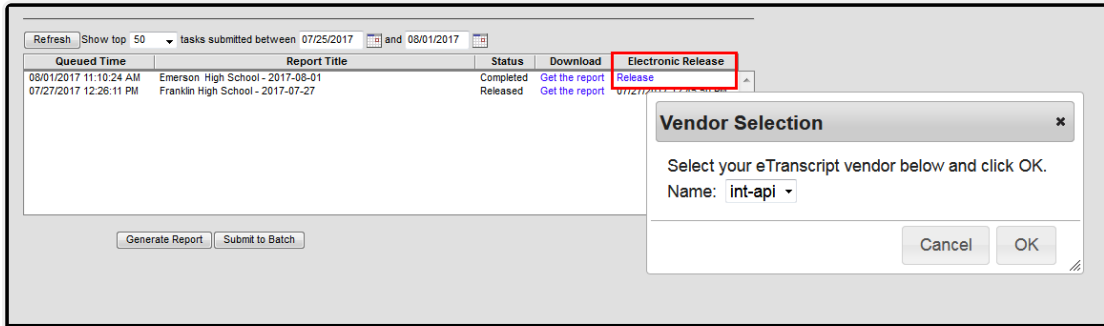 Refresh Show top 50 tasks submitted between 07/25/2017 and 08/01/2017
Queued Time Report Title Status Download Electronic Release
08/01/2017 11:10:24 AM Emerson High School - 2017-08-01 Completed Get the report Release
07/27/2017 12:26:11 PM Franklin High School - 2017-07-27 Released Get the report
Vendor Selection
Select your eTranscript vendor below and click OK.
Name: int-api
Cancel OK
Generate Report Submit to Batch